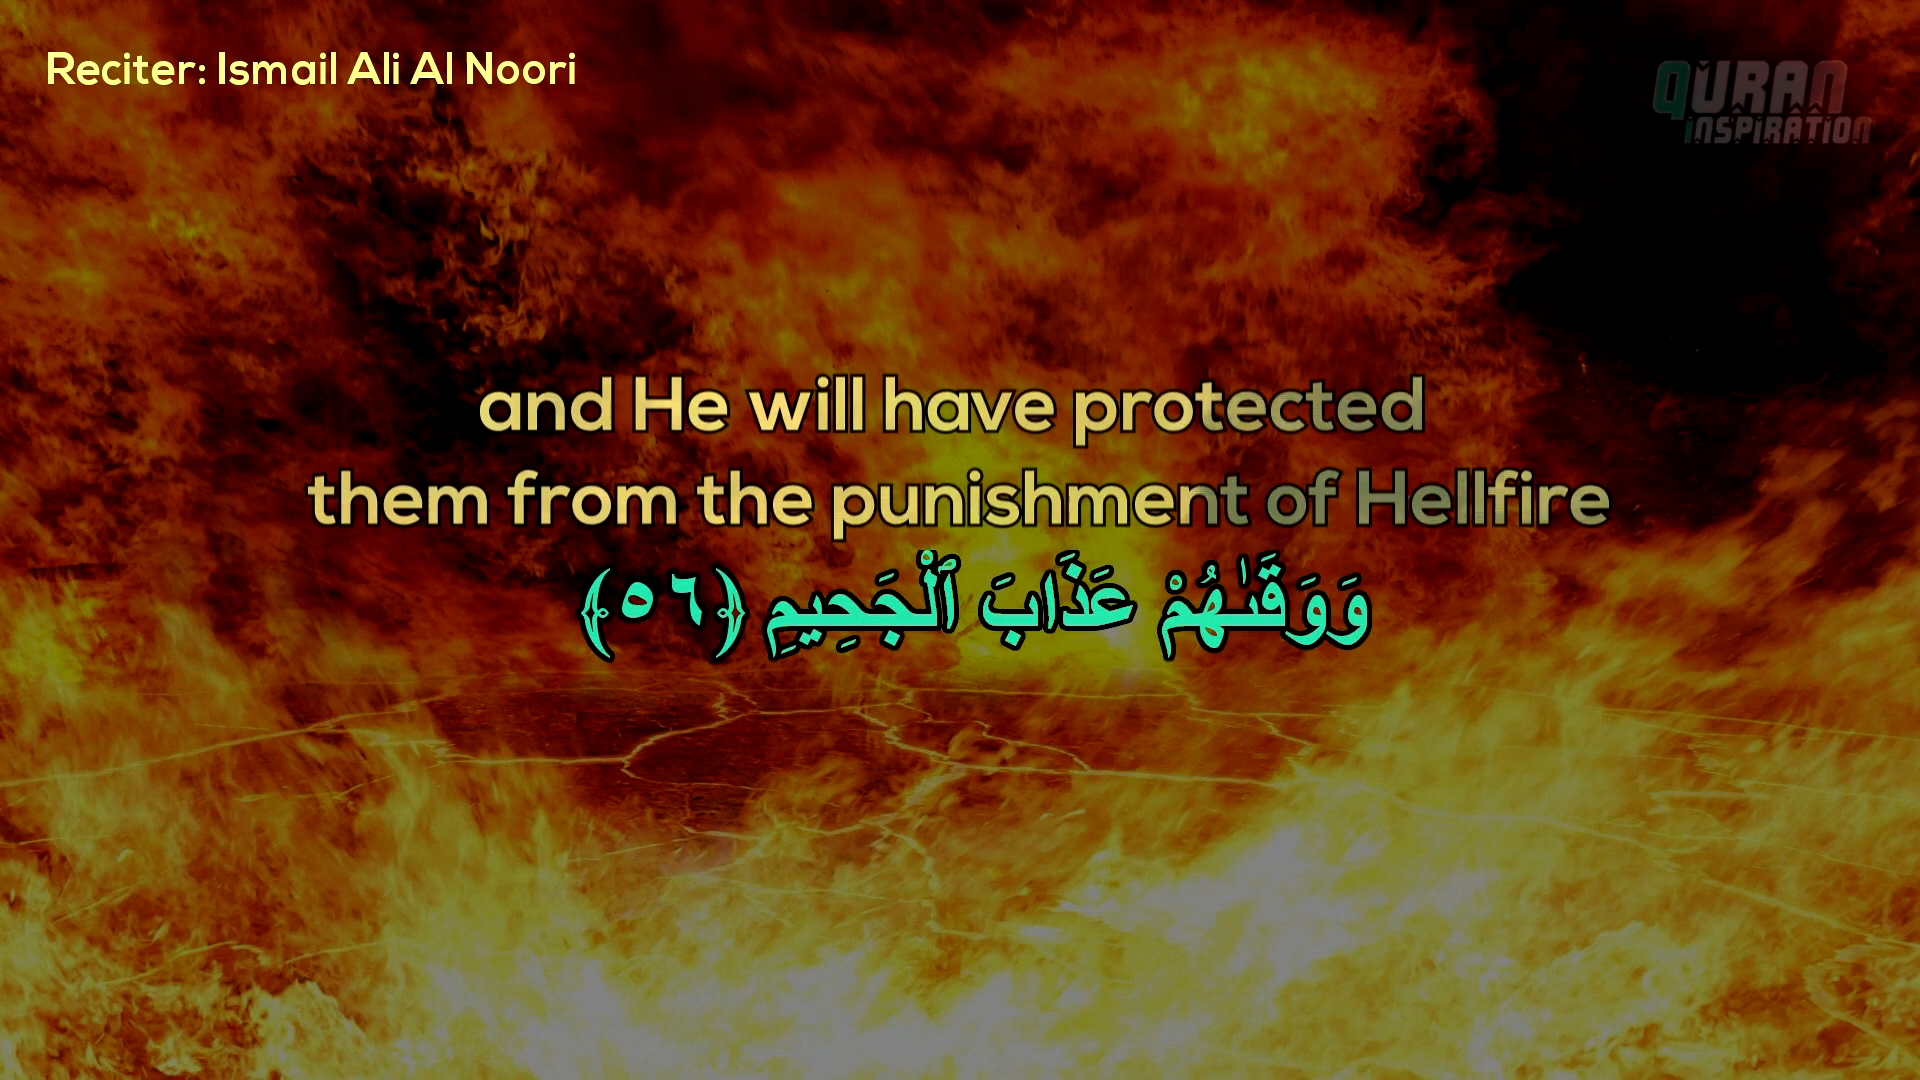 Reciter: Ismail Ali Al Noori
QURAN
INSPIRATION
and He will have protected
them from the punishment of Hellfire
وَوَقَىٰهُمْ عَذَابَ ٱلْجَحِيمِ ﴿٥٦﴾